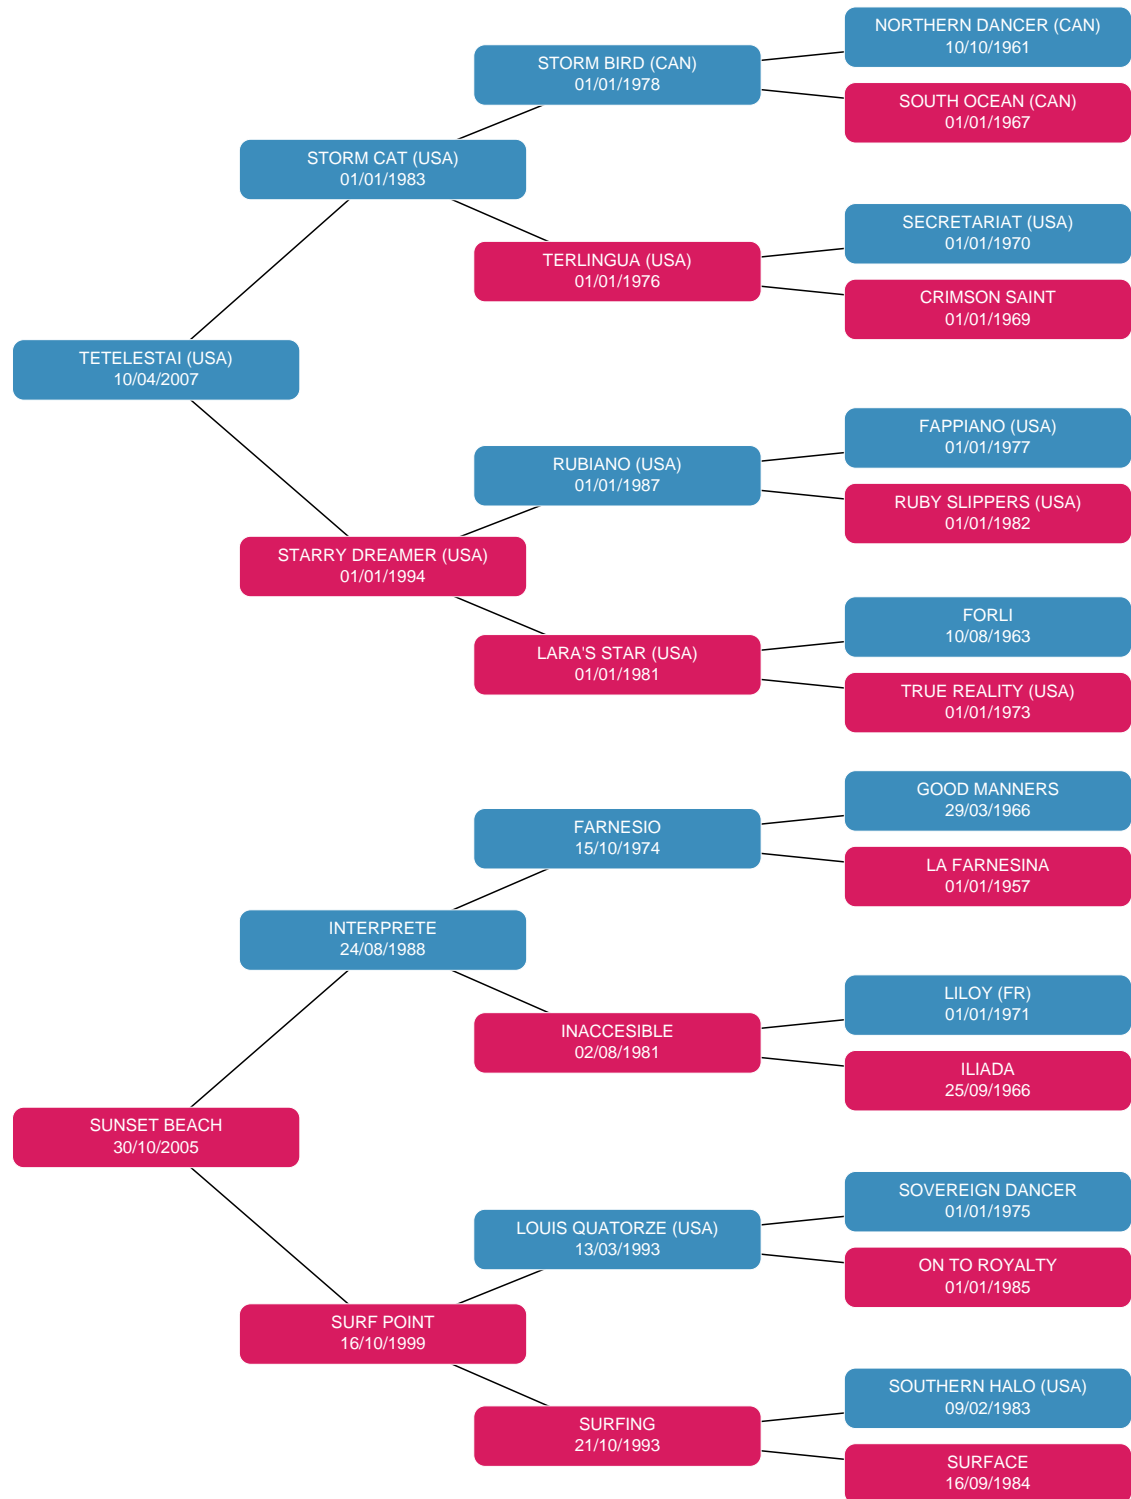 NORTHERN DANCER (CAN)
10/10/1961
STORM BIRD (CAN)
01/01/1978
SOUTH OCEAN (CAN)
01/01/1967
STORM CAT (USA)
01/01/1983
SECRETARIAT (USA)
01/01/1970
TERLINGUA (USA)
01/01/1976
CRIMSON SAINT
01/01/1969
TETELESTAI (USA)
10/04/2007
FAPPIANO (USA)
01/01/1977
RUBIANO (USA)
01/01/1987
RUBY SLIPPERS (USA)
01/01/1982
STARRY DREAMER (USA)
01/01/1994
FORLI
10/08/1963
LARA'S STAR (USA)
01/01/1981
TRUE REALITY (USA)
01/01/1973
GOOD MANNERS
29/03/1966
FARNESIO
15/10/1974
LA FARNESINA
01/01/1957
INTERPRETE
24/08/1988
LILOY (FR)
01/01/1971
INACCESIBLE
02/08/1981
ILIADA
25/09/1966
SUNSET BEACH
30/10/2005
SOVEREIGN DANCER
01/01/1975
LOUIS QUATORZE (USA)
13/03/1993
ON TO ROYALTY
01/01/1985
SURF POINT
16/10/1999
SOUTHERN HALO (USA)
09/02/1983
SURFING
21/10/1993
SURFACE
16/09/1984